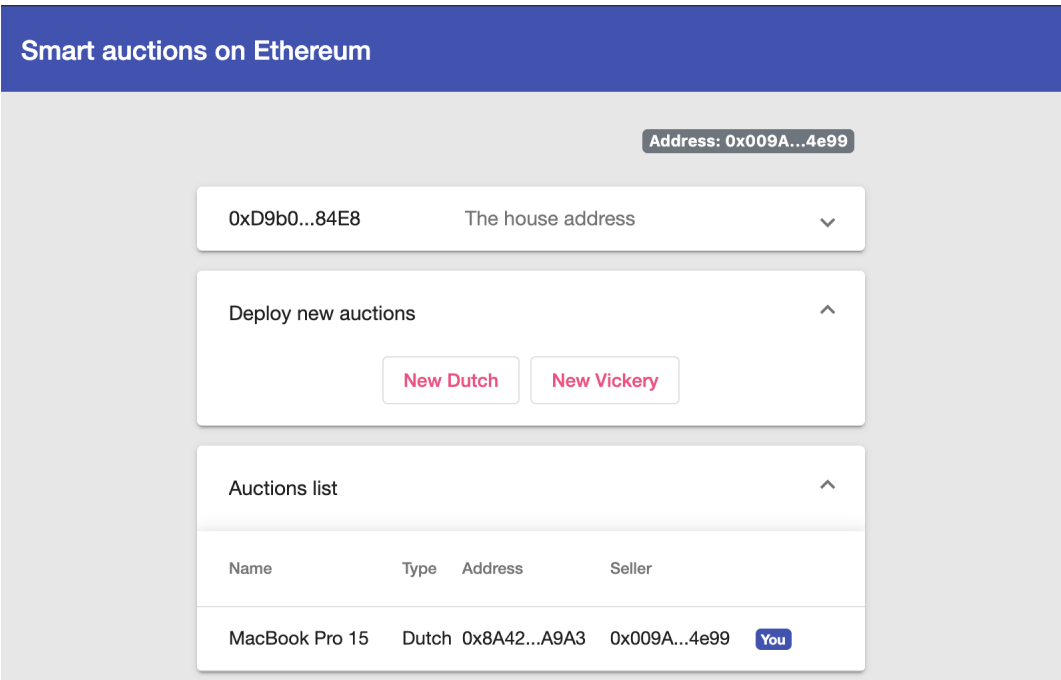 Smart auctions on Ethereum
Address: 0x009A...4e99
0xD9b0...84E8 The house address
Deploy new auctions
New Dutch New Vickery
Auctions list
Name Type Address Seller
MacBook Pro 15 Dutch 0x8A42...A9A3 0x009A...4e99 You